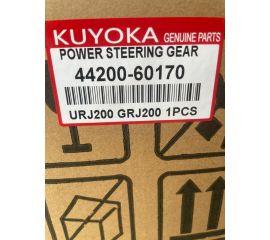 KUYOKA GENUINE PARTS
POWER STEERING GEAR
44200-60170
URJ200 GRJ200 1PCS